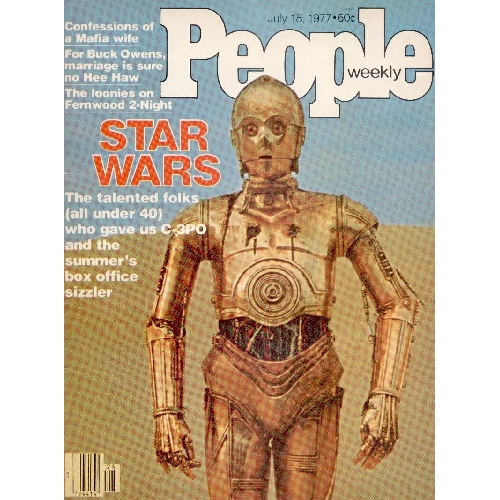 Confessions of
a Mafia wife
For Buck Owens,
marriage is sure
no Hee Haw
The loonies on
Fernwood 2-Night
July 18, 1977•60¢
People
weekly
STAR
WARS
The talented folks
(all under 40)
who gave us C-3PO
and the
summer's
box office
sizzler